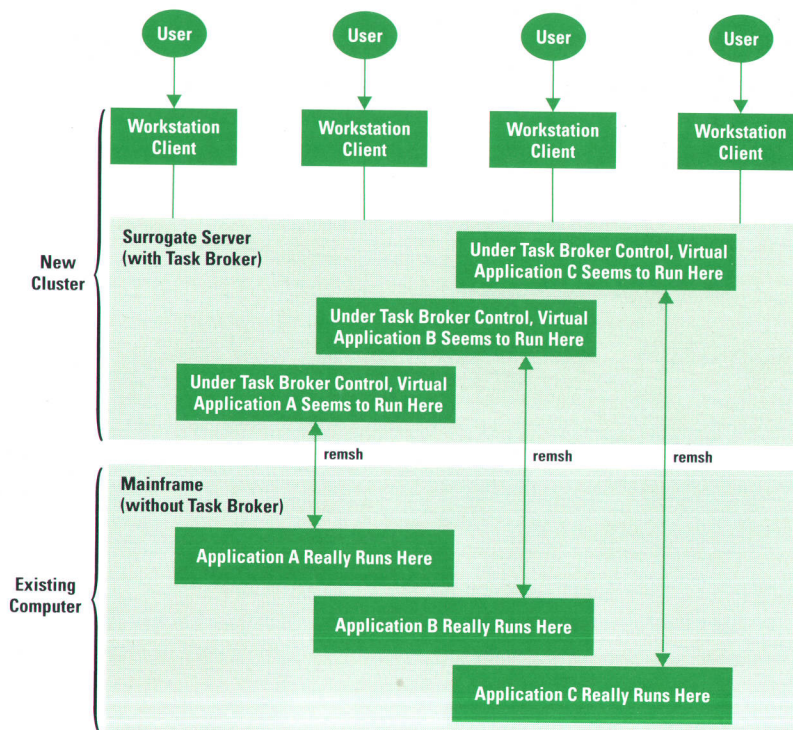 User
User
User
User
Workstation
Client
Workstation
Client
Workstation
Client
Workstation
Client
New
Cluster
Surrogate Server
(with Task Broker)
Under Task Broker Control, Virtual
Application C Seems to Run Here
Under Task Broker Control, Virtual
Application B Seems to Run Here
Under Task Broker Control, Virtual
Application A Seems to Run Here
remsh
remsh
remsh
Mainframe
(without Task Broker)
Existing
Computer
Application A Really Runs Here
Application B Really Runs Here
Application C Really Runs Here